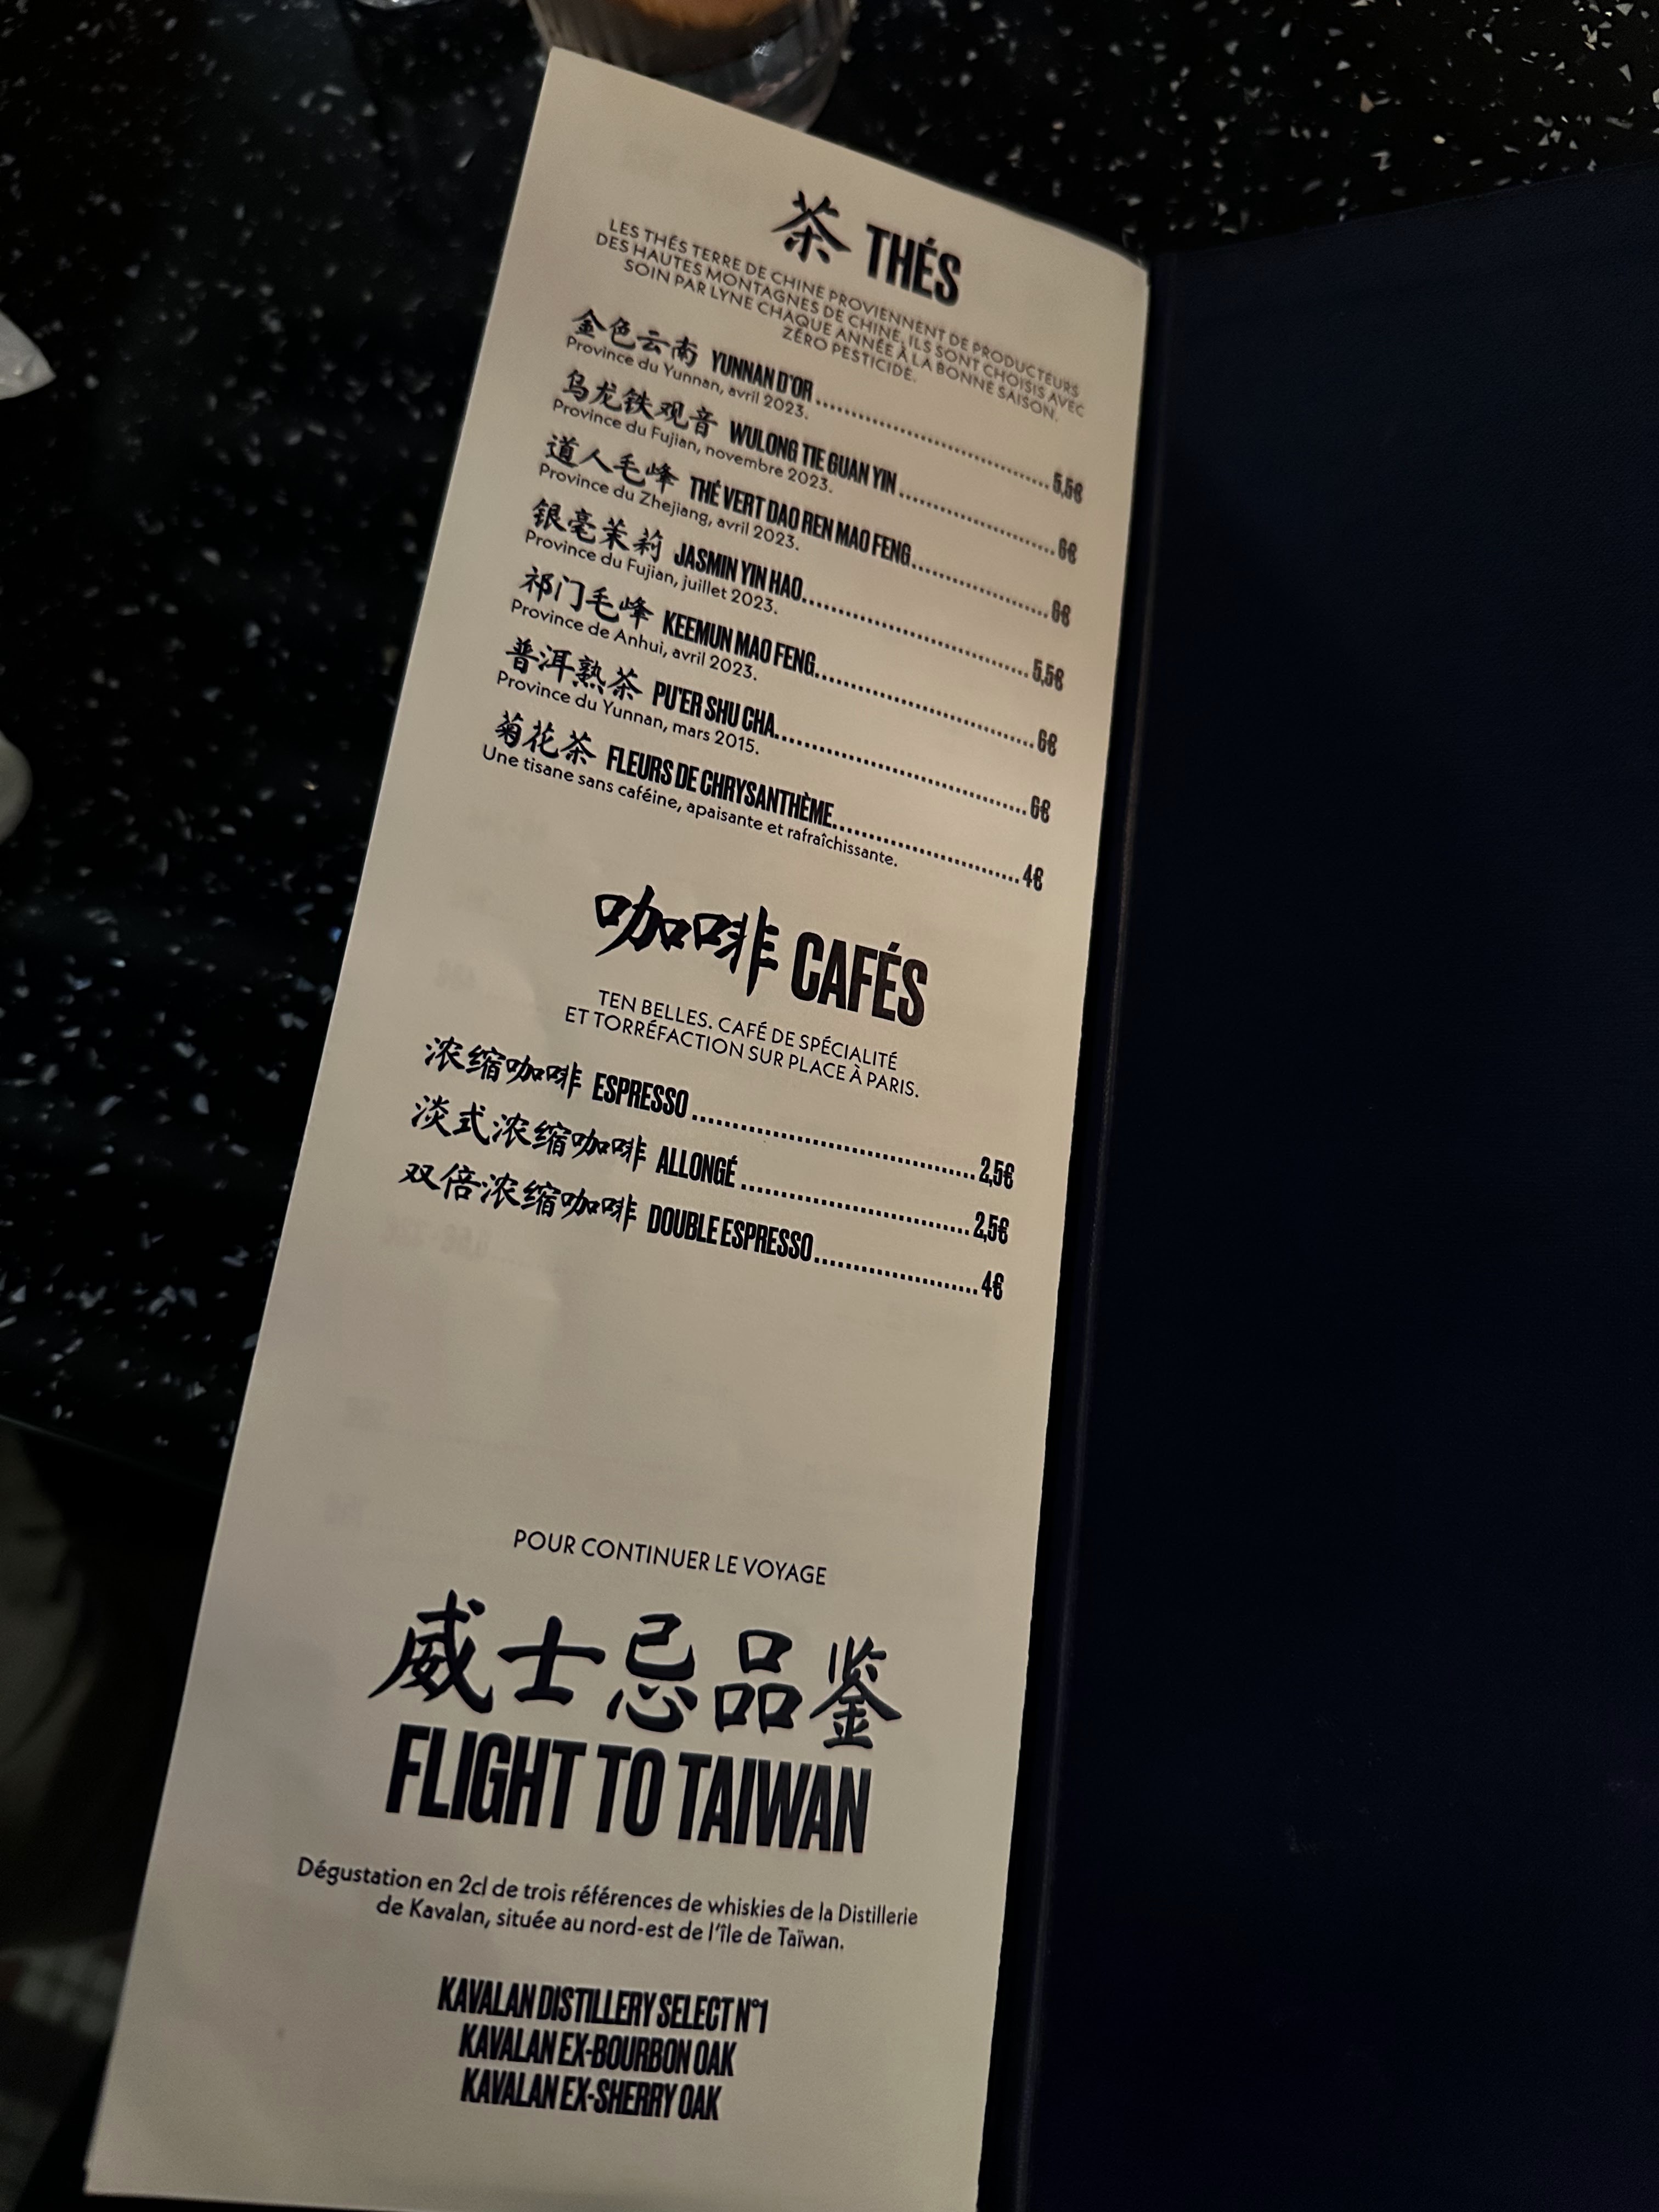 茶 THÉS
LES THÉS TERRE DE CHINE PROVIENNENT DE PRODUCTEURS
DES HAUTES MONTAGNES DE CHINE. ILS SONT CHOISIS AVEC
SOIN PAR LYNE CHAQUE ANNÉE À LA BONNE SAISON.
ZÉRO PESTICIDE.
金色云南 YUNNAN D'OR........................................5,5€
Province du Yunnan, avril 2023.
乌龙铁观音 WULONG TIE GUAN YIN..........................6€
Province du Fujian, novembre 2023.
道人毛峰 THÉ VERT DAO REN MAO FENG.......................6€
Province du Zhejiang, avril 2023.
银毫茉莉 JASMIN YIN HAO......................................5,5€
Province du Fujian, juillet 2023.
祁门毛峰 KEEMUN MAO FENG.....................................6€
Province de Anhui, avril 2023.
普洱熟茶 PU'ER SHU CHA..........................................6€
Province du Yunnan, mars 2015.
菊花茶 FLEURS DE CHRYSANTHÈME...............................4€
Une tisane sans caféine, apaisante et rafraîchissante.
咖啡 CAFÉS
TEN BELLES. CAFÉ DE SPÉCIALITÉ
ET TORRÉFACTION SUR PLACE À PARIS.
浓缩咖啡 ESPRESSO...............................................2,5€
淡式浓缩咖啡 ALLONGÉ......................................2,5€
双倍浓缩咖啡 DOUBLE ESPRESSO...........................4€
POUR CONTINUER LE VOYAGE
威士忌品鉴
FLIGHT TO TAIWAN
Dégustation en 2cl de trois références de whiskies de la Distillerie
de Kavalan, située au nord-est de l'île de Taïwan.
KAVALAN DISTILLERY SELECT N°1
KAVALAN EX-BOURBON OAK
KAVALAN EX-SHERRY OAK